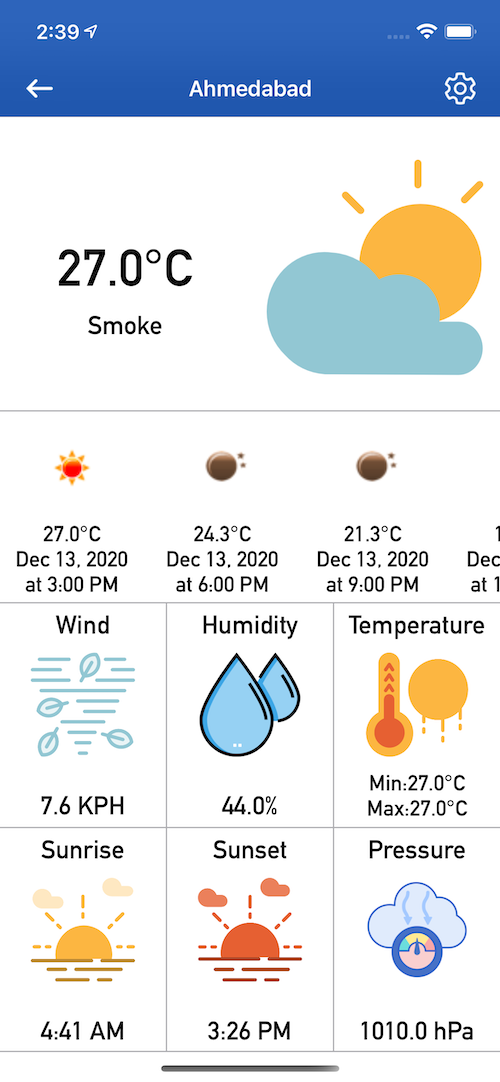 2:39
Ahmedabad
27.0°C
Smoke
27.0°C
Dec 13, 2020
at 3:00 PM
24.3°C
Dec 13, 2020
at 6:00 PM
21.3°C
Dec 13, 2020
at 9:00 PM
1
Dec
at 1
Wind
7.6 KPH
Humidity
44.0%
Temperature
Min:27.0°C
Max:27.0°C
Sunrise
4:41 AM
Sunset
3:26 PM
Pressure
1010.0 hPa